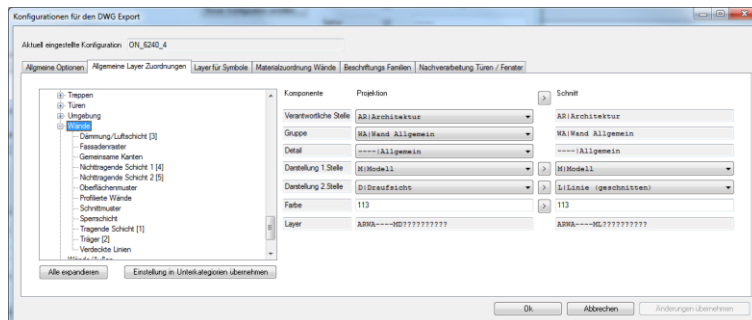 Konfigurationen für den DWG Export
Aktuell eingestellte Konfiguration ON_6240_4
Allgmeine Optionen Allgemeine Layer Zuordnungen Layer für Symbole Materialzuordnung Wände Beschriftungs Familien Nachverarbeitung Türen / Fenster
Treppen
Türen
Umgebung
Wände
Dämmung/Luftschicht [3]
Fassadenraster
Gemeinsame Kanten
Nichttragende Schicht 1 [4]
Nichttragende Schicht 2 [5]
Oberflächenmuster
Profilierte Wände
Schnittmuster
Sperrschicht
Tragende Schicht [1]
Träger [2]
Verdeckte Linien
Alle expandieren Einstellung in Unterkategiorien übernehmen
Komponente Projektion > Schnitt
Verantwortliche Stelle AR|Architektur AR|Architektur
Gruppe WA|Wand Allgemein WA|Wand Allgemein
Detail ----|Allgemein ----|Allgemein
Darstellung 1.Stelle M|Modell > M|Modell
Darstellung 2.Stelle D|Draufsicht > L|Linie (geschnitten)
Farbe 113 > 113
Layer ARWA----MD?????????? ARWA----ML??????????
Ok Abbrechen Änderungen übernehmen